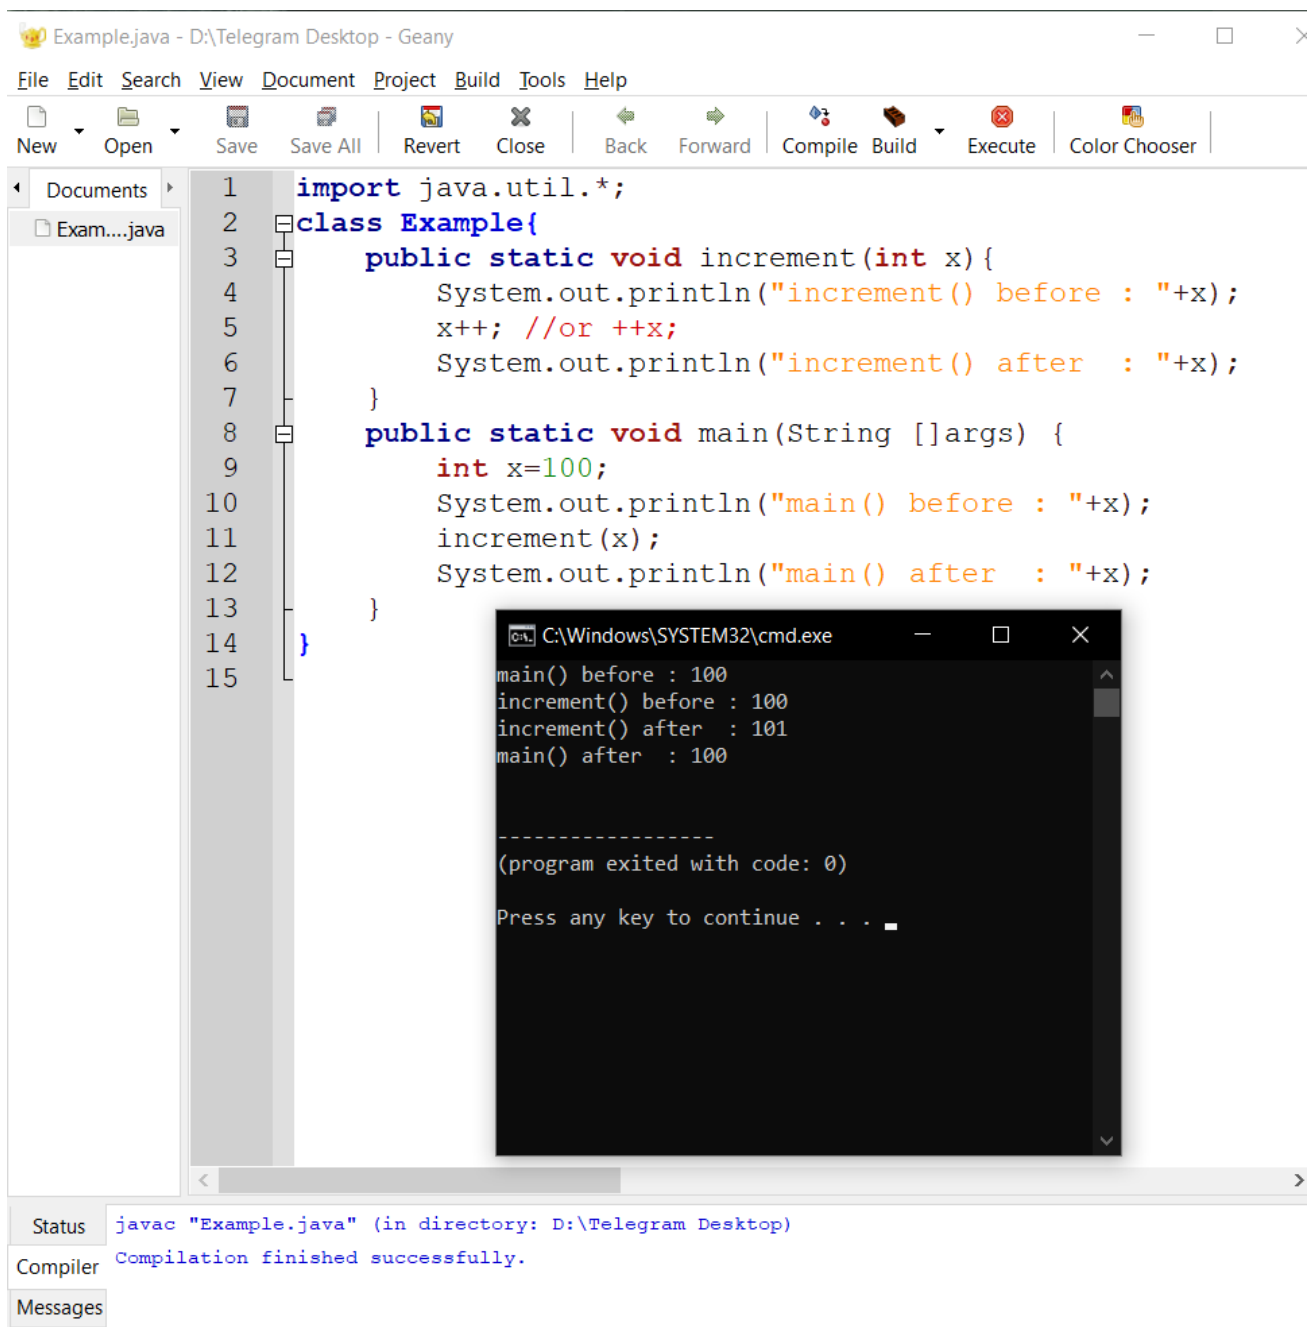 Example.java - D:\Telegram Desktop - Geany
File Edit Search View Document Project Build Tools Help
New Open Save Save All Revert Close Back Forward Compile Build Execute Color Chooser
Documents
Exam....java
1 import java.util.*;
2 class Example{
3 public static void increment(int x){
4 System.out.println("increment() before : "+x);
5 x++; //or ++x;
6 System.out.println("increment() after  : "+x);
7 }
8 public static void main(String []args) {
9 int x=100;
10 System.out.println("main() before : "+x);
11 increment(x);
12 System.out.println("main() after  : "+x);
13 }
14 }
15
C:\Windows\SYSTEM32\cmd.exe
main() before : 100
increment() before : 100
increment() after  : 101
main() after  : 100
------------------
(program exited with code: 0)
Press any key to continue . . .
Status
Compiler
Messages
javac "Example.java" (in directory: D:\Telegram Desktop)
Compilation finished successfully.